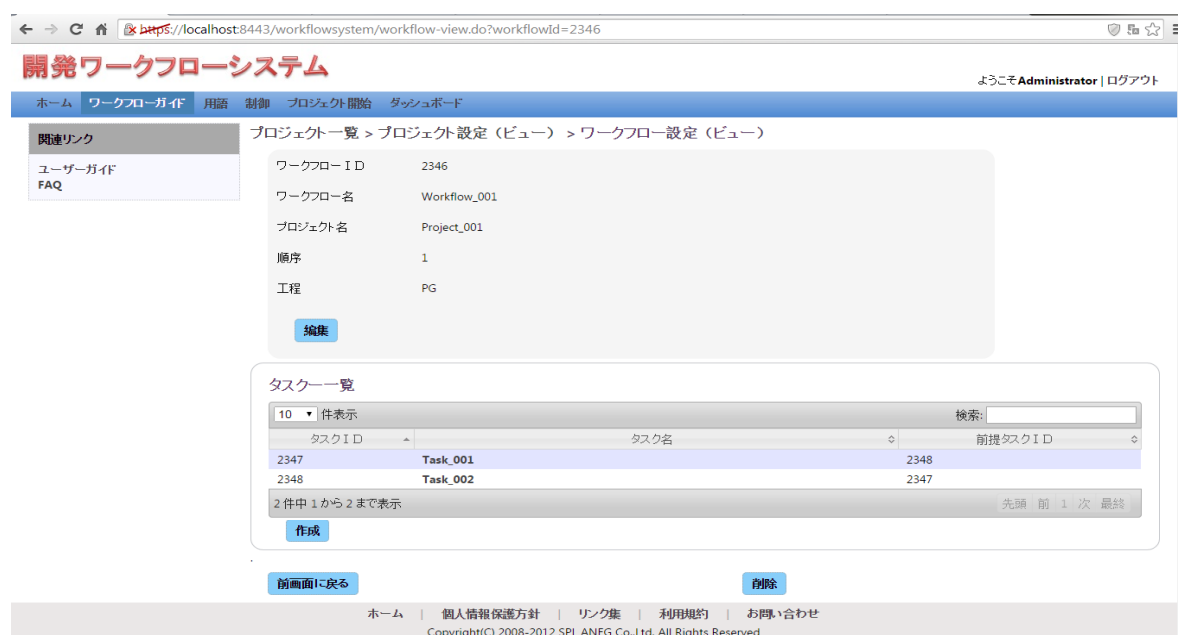 https://localhost:8443/workflowsystem/workflow-view.do?workflowId=2346
開発ワークフローシステム
ようこそAdministrator | ログアウト
ホーム ワークフローガイド 用語 制御 プロジェクト開始 ダッシュボード
関連リンク
ユーザーガイド
FAQ
プロジェクト一覧 > プロジェクト設定（ビュー） > ワークフロー設定（ビュー）
ワークフローＩＤ 2346
ワークフロー名 Workflow_001
プロジェクト名 Project_001
順序 1
工程 PG
編集
タスクー一覧
10 件表示 検索:
タスクＩＤ タスク名 前提タスクＩＤ
2347 Task_001 2348
2348 Task_002 2347
2 件中 1 から 2 まで表示 先頭 前 1 次 最終
作成
前画面に戻る 削除
ホーム | 個人情報保護方針 | リンク集 | 利用規約 | お問い合わせ
Copyright(C) 2008-2012 SPL ANFG Co.,Ltd. All Rights Reserved